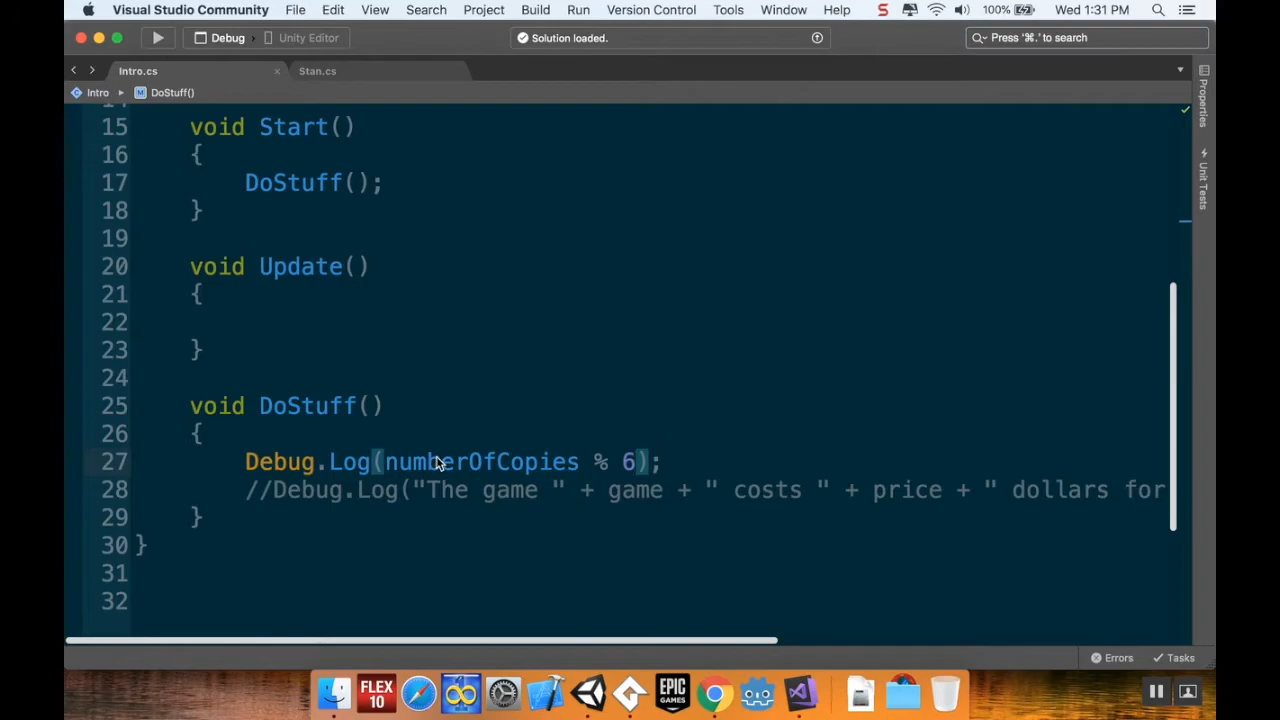 Visual Studio Community File Edit View Search Project Build Run Version Control Tools Window Help S 100% Wed 1:31 PM
Debug Unity Editor Solution loaded. Press '⌘.' to search
Intro.cs Stan.cs
Intro DoStuff()
Properties
Unit Tests
15 void Start()
16 {
17 DoStuff();
18 }
19
20 void Update()
21 {
22
23 }
24
25 void DoStuff()
26 {
27 Debug.Log(numberOfCopies % 6);
28 //Debug.Log("The game " + game + " costs " + price + " dollars for
29 }
30 }
31
32
Errors Tasks
FLEX 10
EPIC GAMES